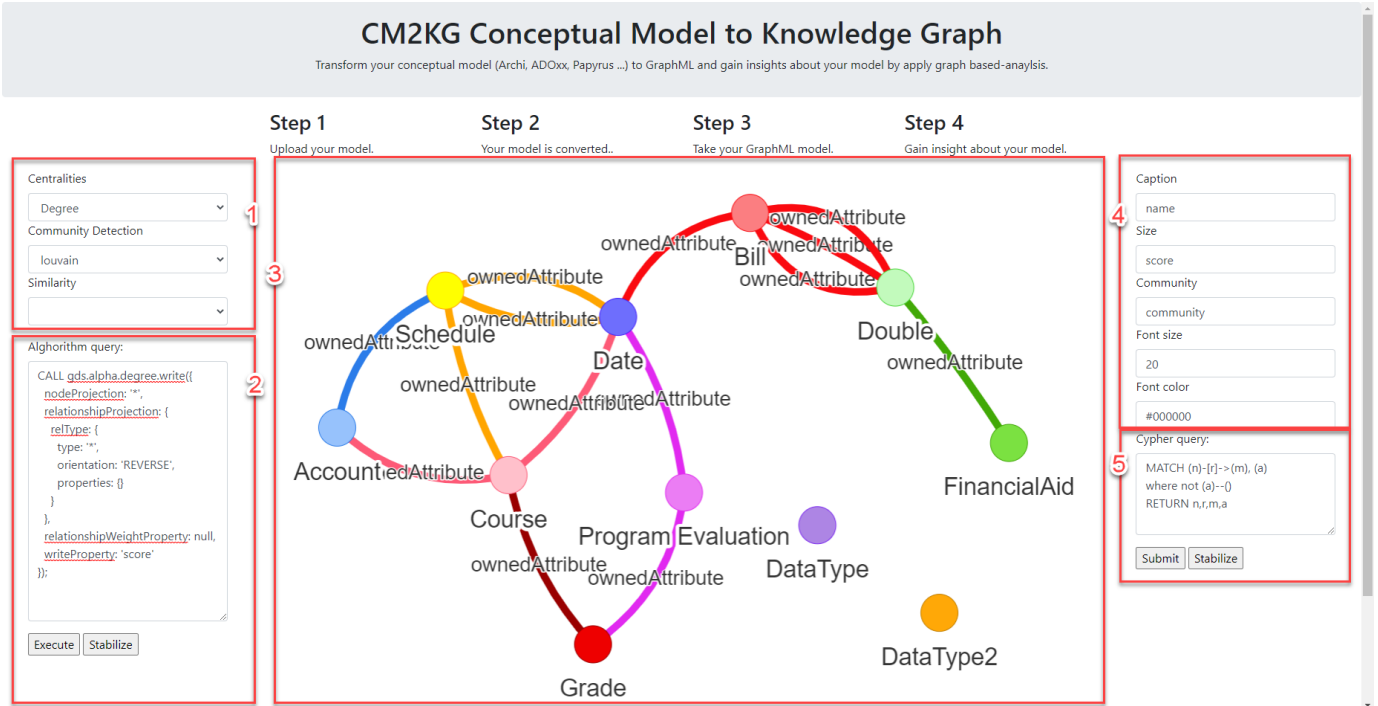 CM2KG Conceptual Model to Knowledge Graph
Transform your conceptual model (Archi, ADOxx, Papyrus ...) to GraphML and gain insights about your model by apply graph based-anaylsis.
Step 1
Upload your model.
Step 2
Your model is converted..
Step 3
Take your GraphML model.
Step 4
Gain insight about your model.
1
Centralities
Degree
Community Detection
louvain
Similarity
2
Alghorithm query:
CALL gds.alpha.degree.write({
nodeProjection: '*',
relationshipProjection: {
relType: {
type: '*',
orientation: 'REVERSE',
properties: {}
}
},
relationshipWeightProperty: null,
writeProperty: 'score'
});
Execute
Stabilize
3
ownedAttribute
ownedAttribute
ownedAttribute
Bill
ownedAttribute
ownedAttribute
ownedAttribute
Schedule
ownedAttribute
Double
Date
ownedAttribute
ownedAttribute
ownedAttribute
ownedAttribute
Account
edAttribute
FinancialAid
Course
Program Evaluation
ownedAttribute
ownedAttribute
DataType
DataType2
Grade
4
Caption
name
Size
score
Community
community
Font size
20
Font color
#000000
5
Cypher query:
MATCH (n)-[r]->(m), (a)
where not (a)--()
RETURN n,r,m,a
Submit
Stabilize